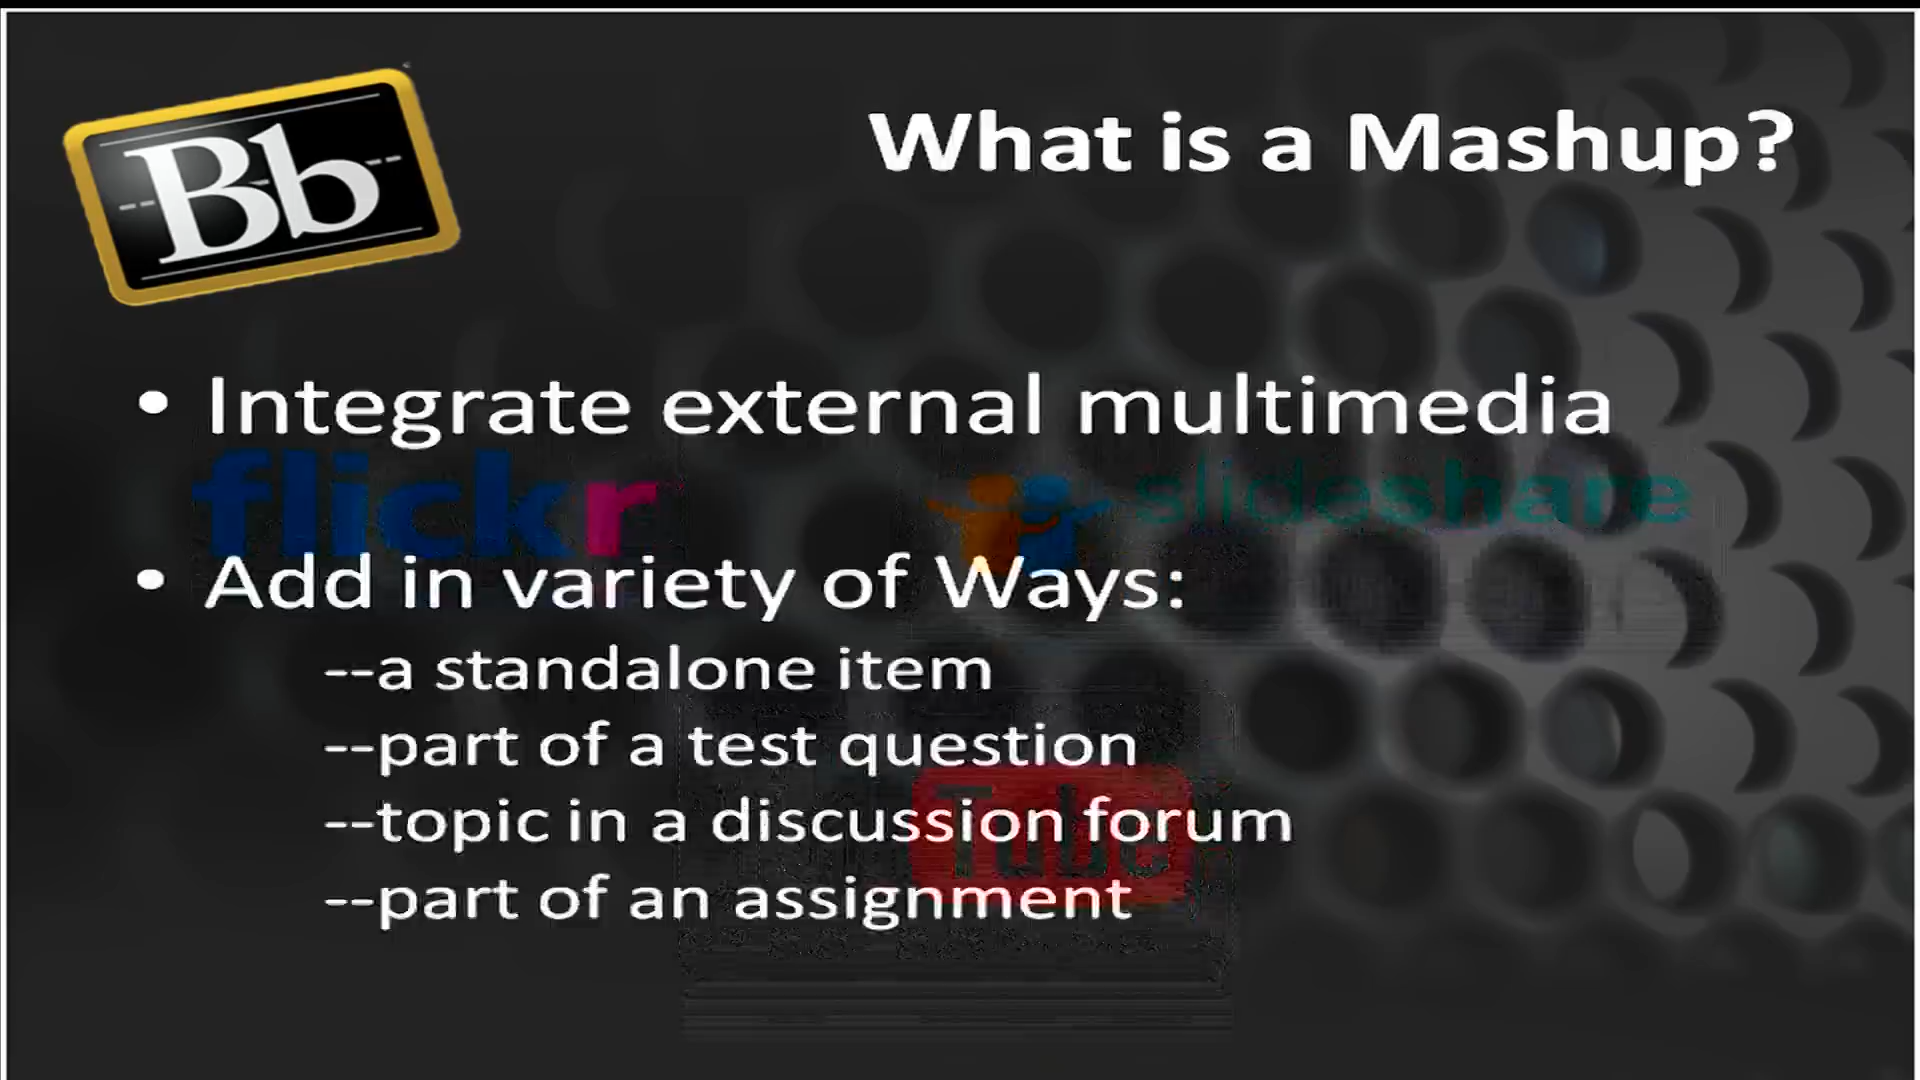 Bb
What is a Mashup?
• Integrate external multimedia
flickr
slideshare
• Add in variety of Ways:
--a standalone item
--part of a test question
--topic in a discussion forum
Tube
--part of an assignment